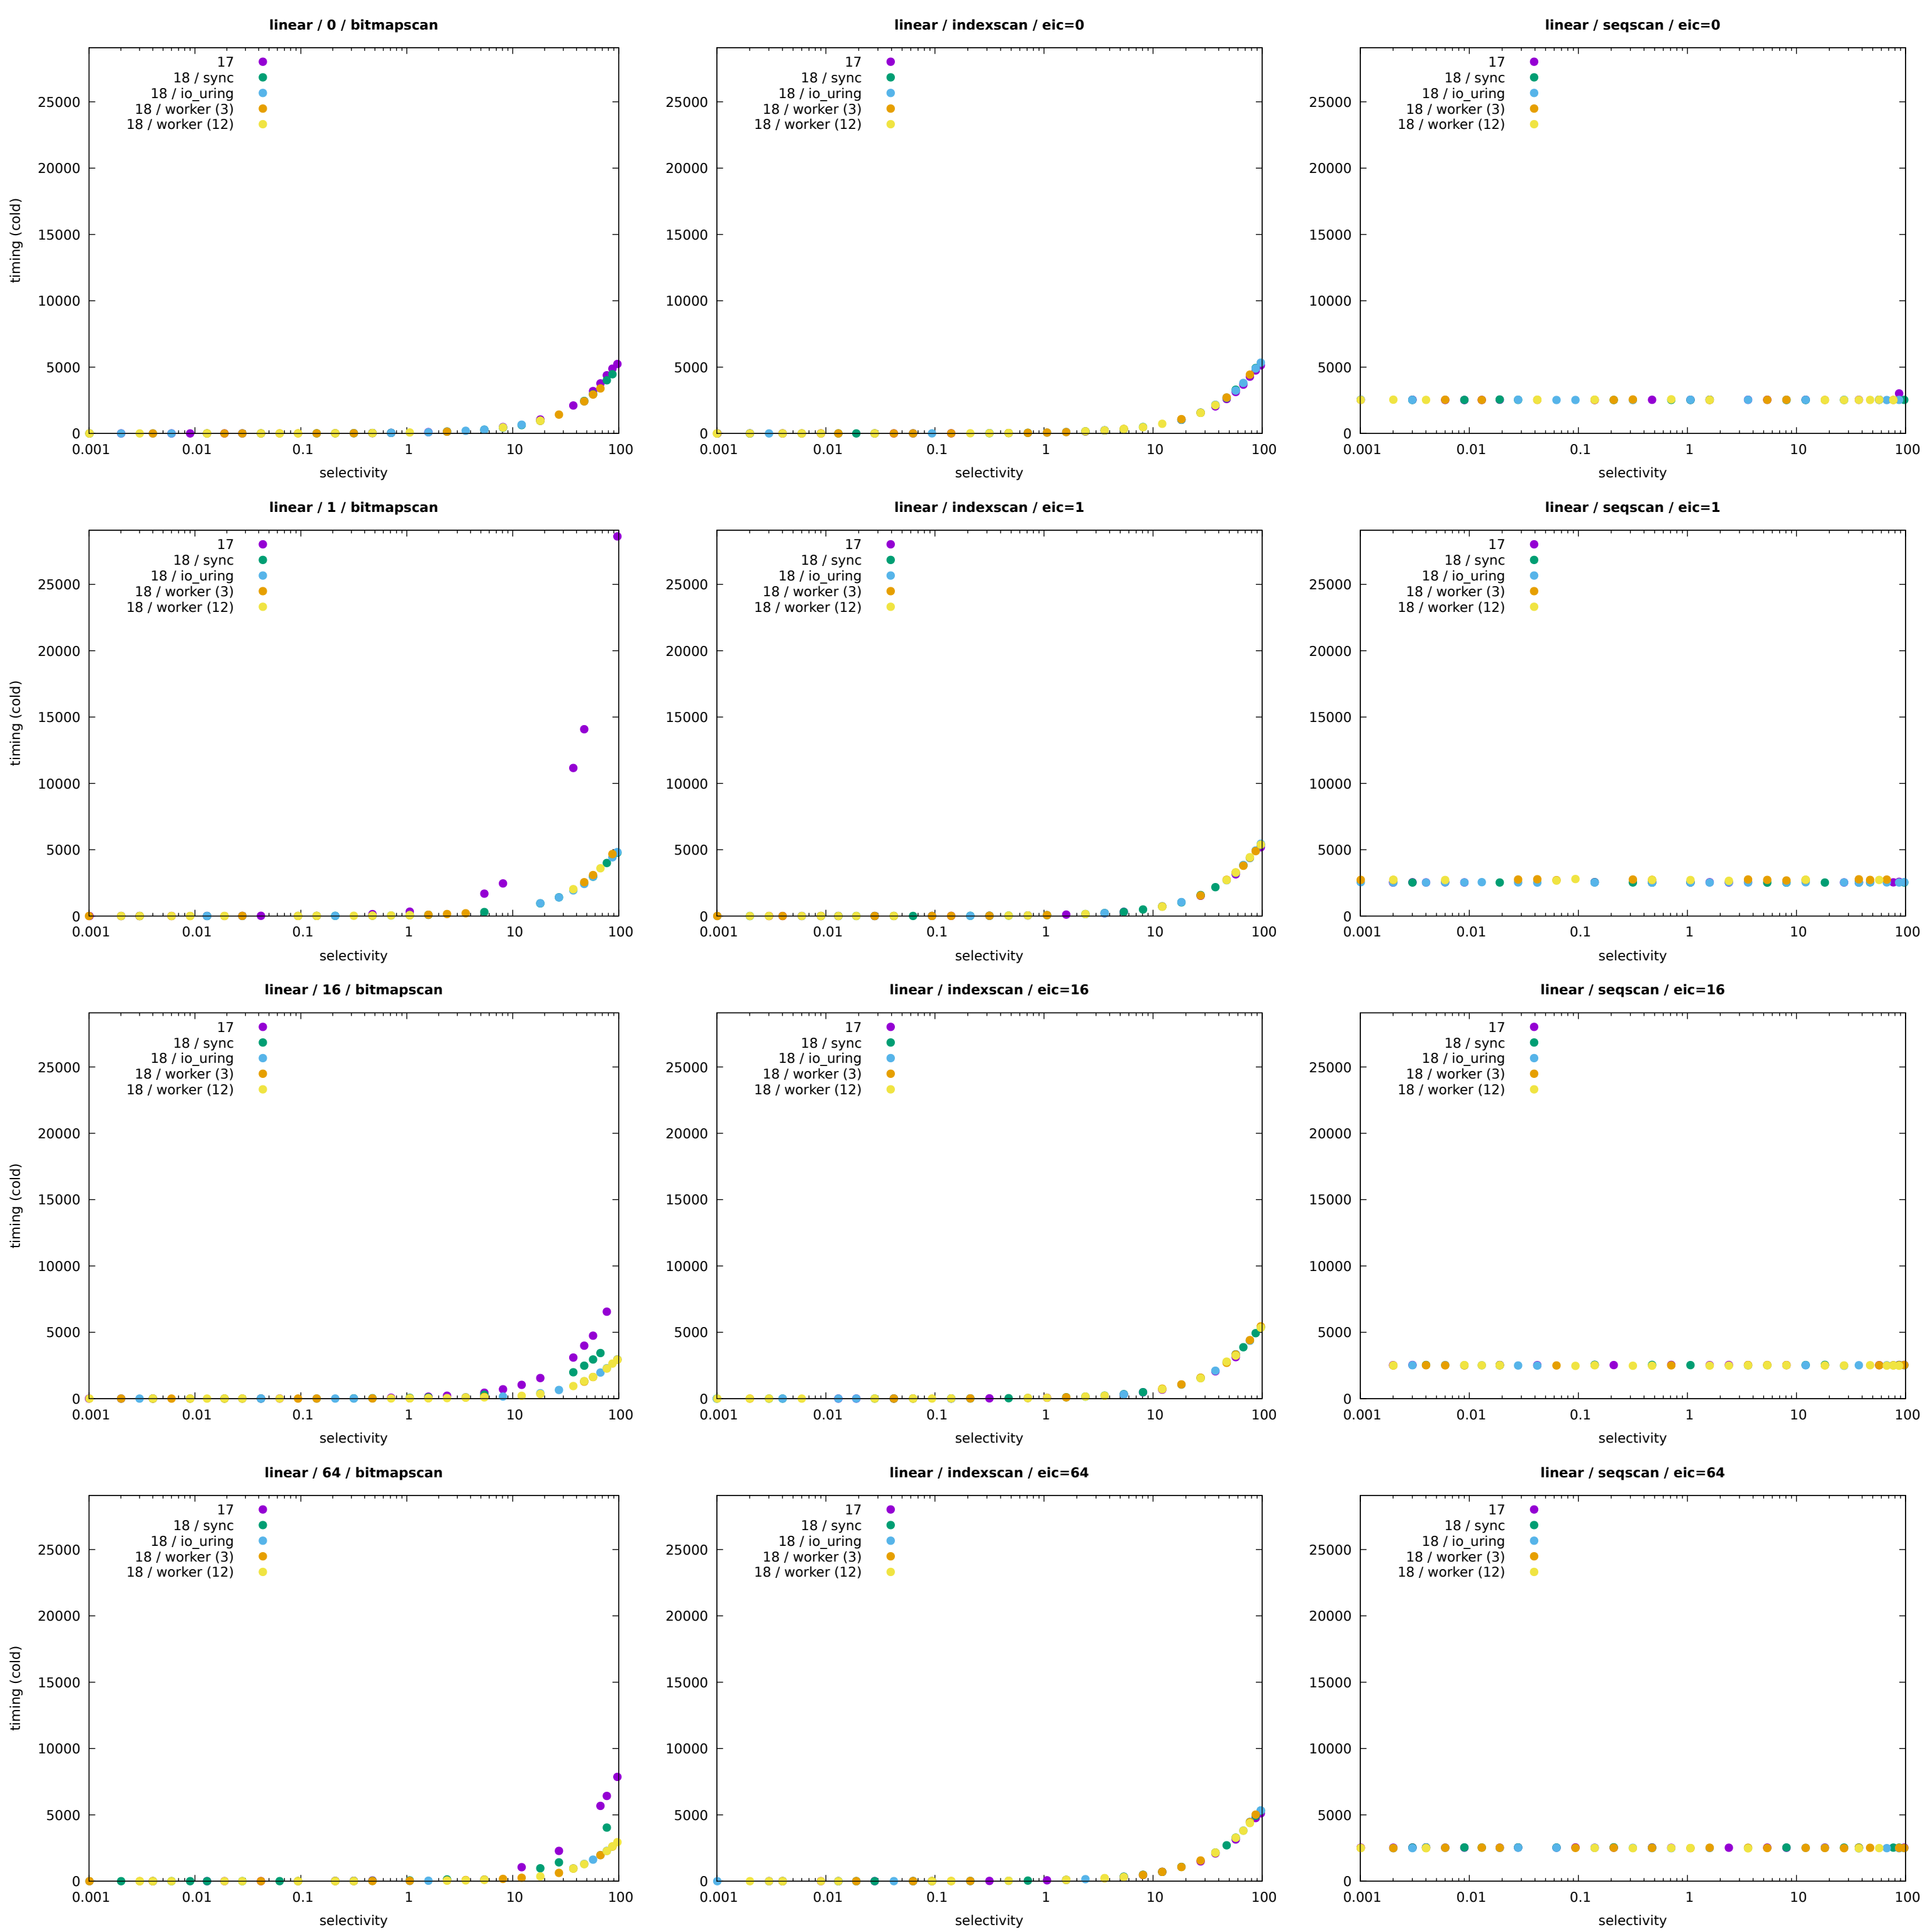 linear / 0 / bitmapscan
17
18 / sync
18 / io_uring
18 / worker (3)
18 / worker (12)
25000
20000
15000
10000
5000
0
timing (cold)
0.001 0.01 0.1 1 10 100
selectivity
linear / indexscan / eic=0
17
18 / sync
18 / io_uring
18 / worker (3)
18 / worker (12)
25000
20000
15000
10000
5000
0
0.001 0.01 0.1 1 10 100
selectivity
linear / seqscan / eic=0
17
18 / sync
18 / io_uring
18 / worker (3)
18 / worker (12)
25000
20000
15000
10000
5000
0
0.001 0.01 0.1 1 10 100
selectivity
linear / 1 / bitmapscan
17
18 / sync
18 / io_uring
18 / worker (3)
18 / worker (12)
25000
20000
15000
10000
5000
0
timing (cold)
0.001 0.01 0.1 1 10 100
selectivity
linear / indexscan / eic=1
17
18 / sync
18 / io_uring
18 / worker (3)
18 / worker (12)
25000
20000
15000
10000
5000
0
0.001 0.01 0.1 1 10 100
selectivity
linear / seqscan / eic=1
17
18 / sync
18 / io_uring
18 / worker (3)
18 / worker (12)
25000
20000
15000
10000
5000
0
0.001 0.01 0.1 1 10 100
selectivity
linear / 16 / bitmapscan
17
18 / sync
18 / io_uring
18 / worker (3)
18 / worker (12)
25000
20000
15000
10000
5000
0
timing (cold)
0.001 0.01 0.1 1 10 100
selectivity
linear / indexscan / eic=16
17
18 / sync
18 / io_uring
18 / worker (3)
18 / worker (12)
25000
20000
15000
10000
5000
0
0.001 0.01 0.1 1 10 100
selectivity
linear / seqscan / eic=16
17
18 / sync
18 / io_uring
18 / worker (3)
18 / worker (12)
25000
20000
15000
10000
5000
0
0.001 0.01 0.1 1 10 100
selectivity
linear / 64 / bitmapscan
17
18 / sync
18 / io_uring
18 / worker (3)
18 / worker (12)
25000
20000
15000
10000
5000
0
timing (cold)
0.001 0.01 0.1 1 10 100
selectivity
linear / indexscan / eic=64
17
18 / sync
18 / io_uring
18 / worker (3)
18 / worker (12)
25000
20000
15000
10000
5000
0
0.001 0.01 0.1 1 10 100
selectivity
linear / seqscan / eic=64
17
18 / sync
18 / io_uring
18 / worker (3)
18 / worker (12)
25000
20000
15000
10000
5000
0
0.001 0.01 0.1 1 10 100
selectivity